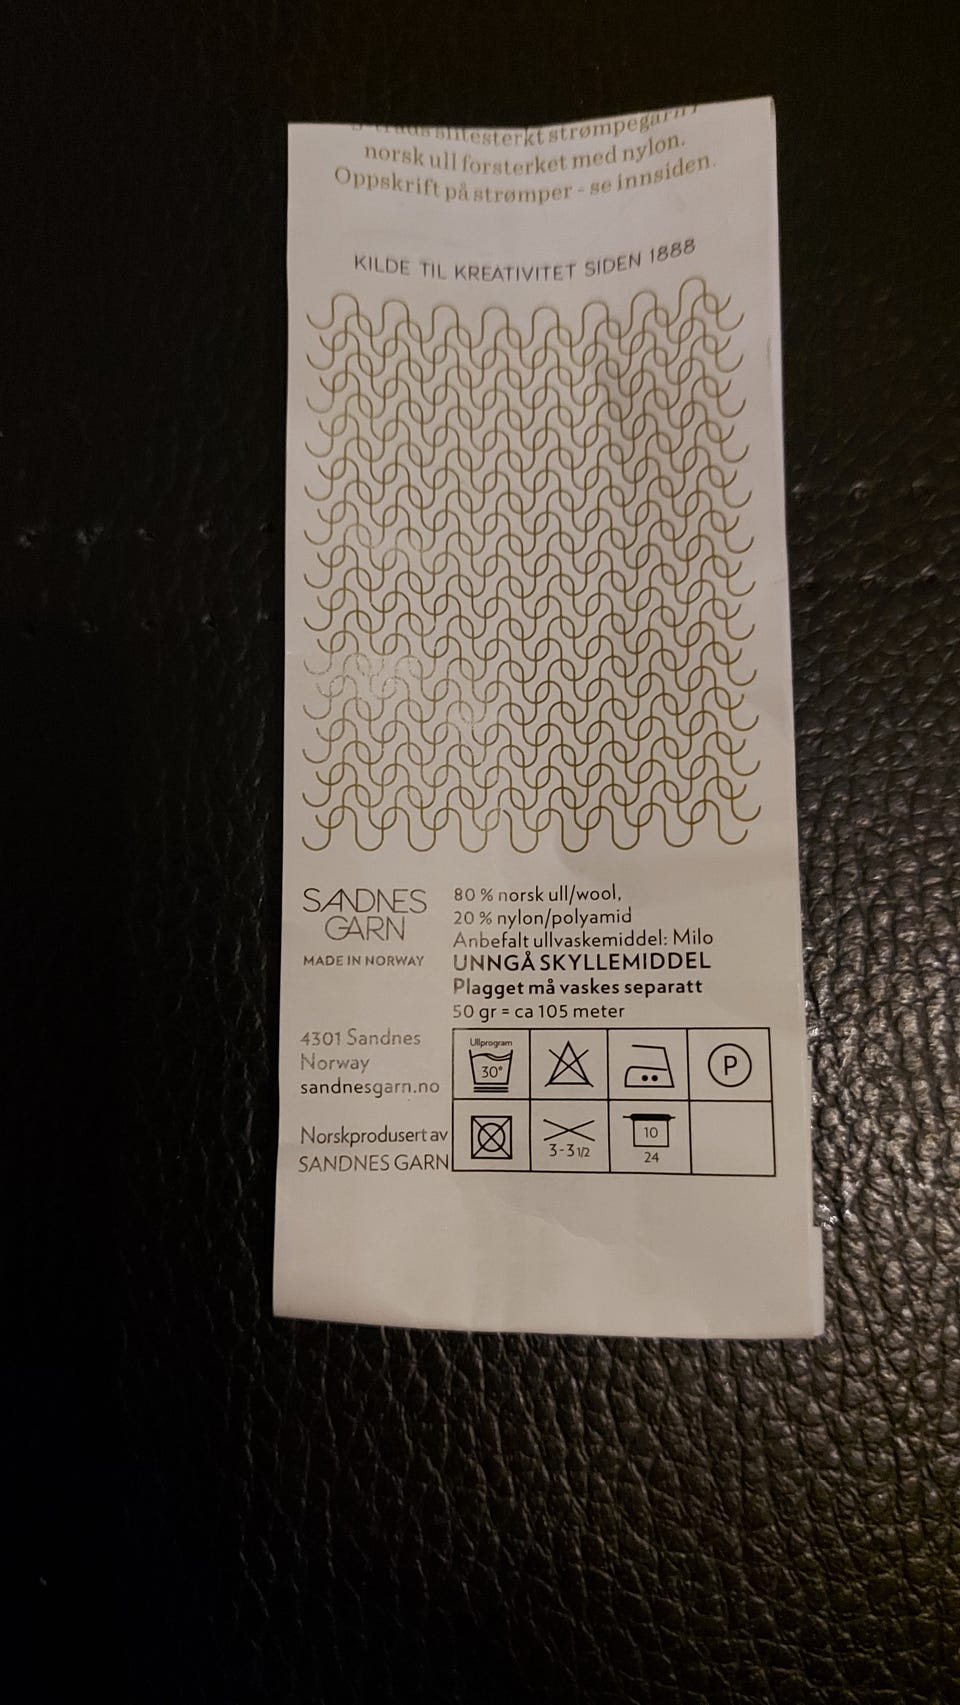 slitesterkt strømpegarn i
norsk ull forsterket med nylon.
Oppskrift på strømper - se innsiden.
KILDE TIL KREATIVITET SIDEN 1888
SANDNES
GARN
MADE IN NORWAY
4301 Sandnes
Norway
sandnesgarn.no
Norskprodusert av
SANDNES GARN
80 % norsk ull/wool,
20 % nylon/polyamid
Anbefalt ullvaskemiddel: Milo
UNNGÅ SKYLLEMIDDEL
Plagget må vaskes separatt
50 gr = ca 105 meter
Ullprogram
30°
P
3-3 1/2
10
24